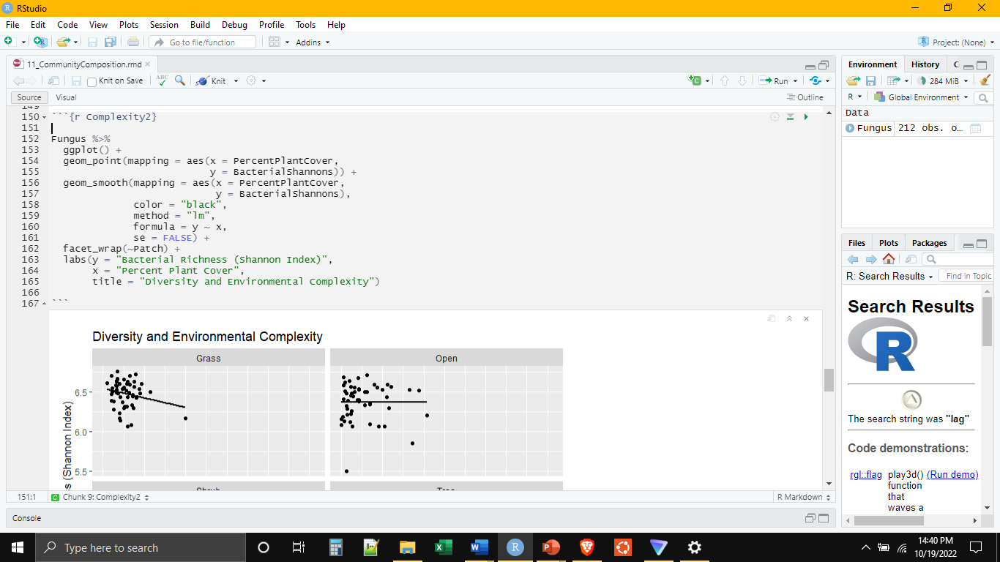 RStudio
File Edit Code View Plots Session Build Debug Profile Tools Help
Go to file/function Addins Project: (None)
11_CommunityComposition.rmd
Knit on Save ABC Knit Run
Source Visual Outline
149
150 ```{r Complexity2}
151
152 Fungus %>%
153 ggplot() +
154 geom_point(mapping = aes(x = PercentPlantCover,
155 y = BacterialShannons)) +
156 geom_smooth(mapping = aes(x = PercentPlantCover,
157 y = BacterialShannons),
158 color = "black",
159 method = "lm",
160 formula = y ~ x,
161 se = FALSE) +
162 facet_wrap(~Patch) +
163 labs(y = "Bacterial Richness (Shannon Index)",
164 x = "Percent Plant Cover",
165 title = "Diversity and Environmental Complexity")
166
167 ```
Diversity and Environmental Complexity
Grass Open
6.5
6.0
5.5
s (Shannon Index)
Shrub Tree
151:1 C Chunk 9: Complexity2 R Markdown
Console
Environment History C
284 MiB
R Global Environment
Data
Fungus 212 obs. o…
Files Plots Packages
R: Search Results Find in Topic
Search Results
R
The search string was "lag"
Code demonstrations:
rgl::flag play3d() (Run demo)
function
that
waves a
Type here to search
14:40 PM
10/19/2022